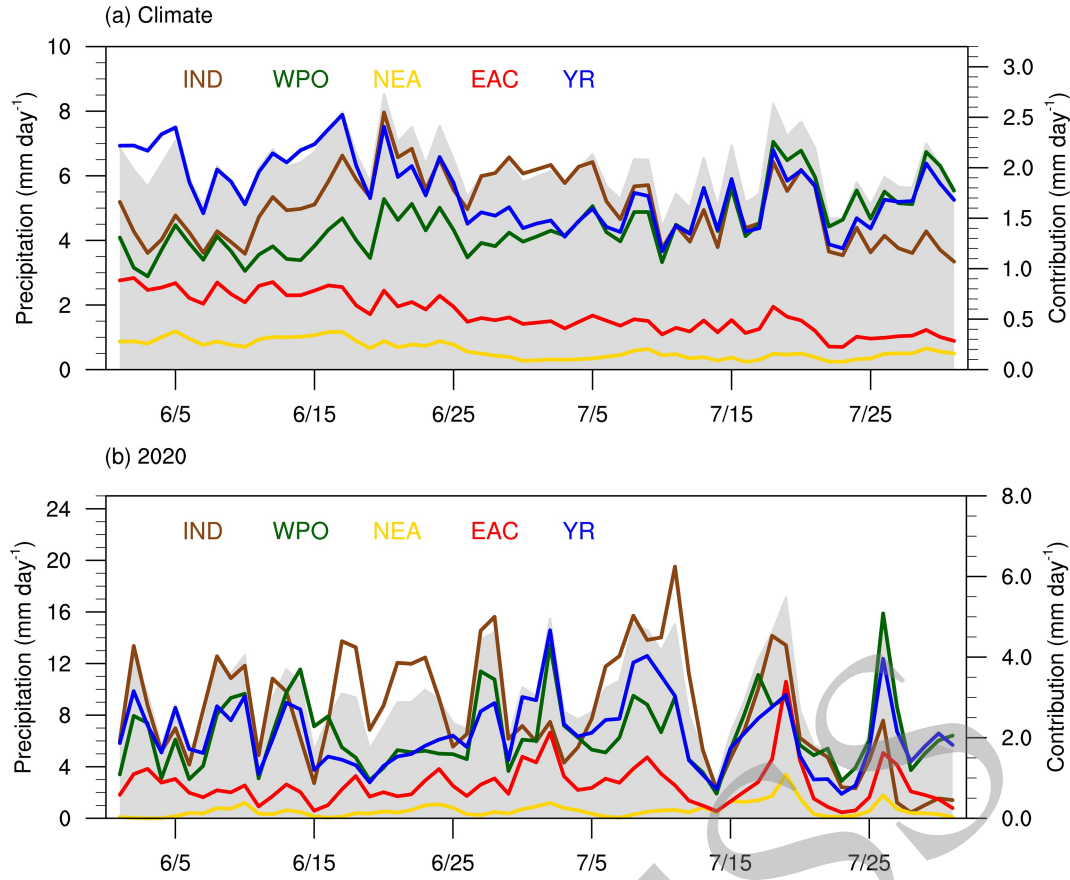 (a) Climate
10
8
6
4
2
0
Precipitation (mm day-1)
IND WPO NEA EAC YR
3.0
2.5
2.0
1.5
1.0
0.5
0.0
Contribution (mm day-1)
6/5 6/15 6/25 7/5 7/15 7/25
(b) 2020
24
20
16
12
8
4
0
Precipitation (mm day-1)
IND WPO NEA EAC YR
8.0
6.0
4.0
2.0
0.0
Contribution (mm day-1)
6/5 6/15 6/25 7/5 7/15 7/25